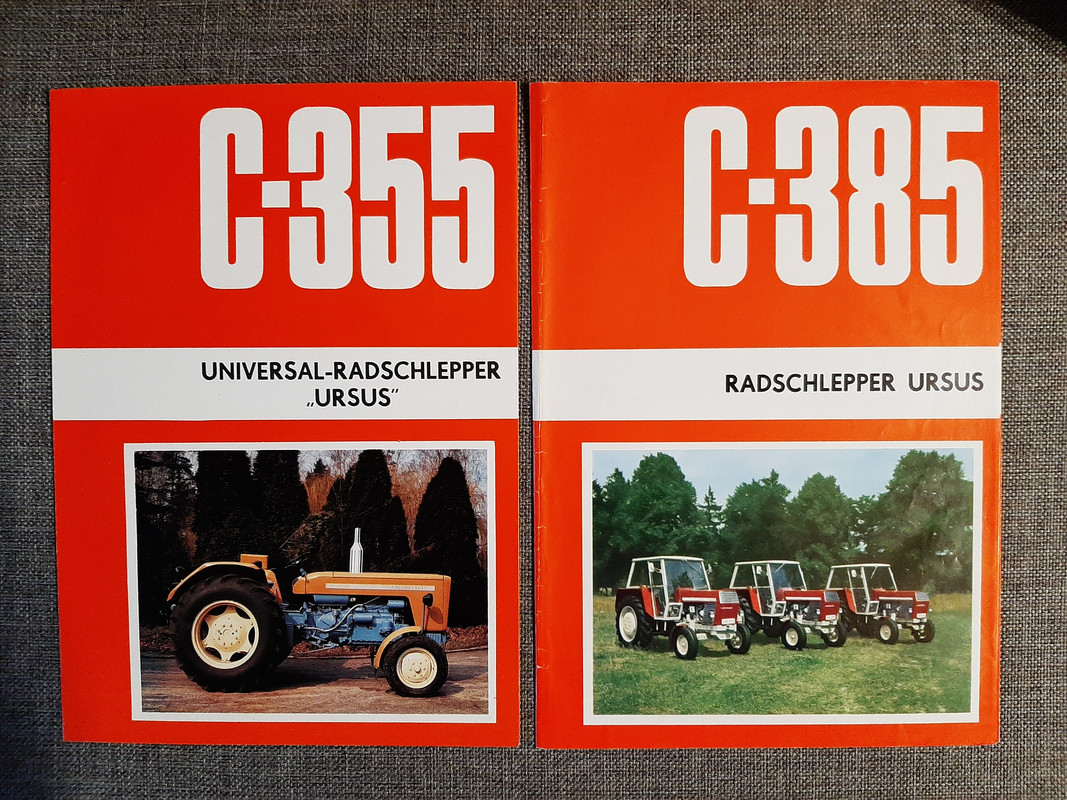 C-355
UNIVERSAL-RADSCHLEPPER
„URSUS“
C-385
RADSCHLEPPER URSUS